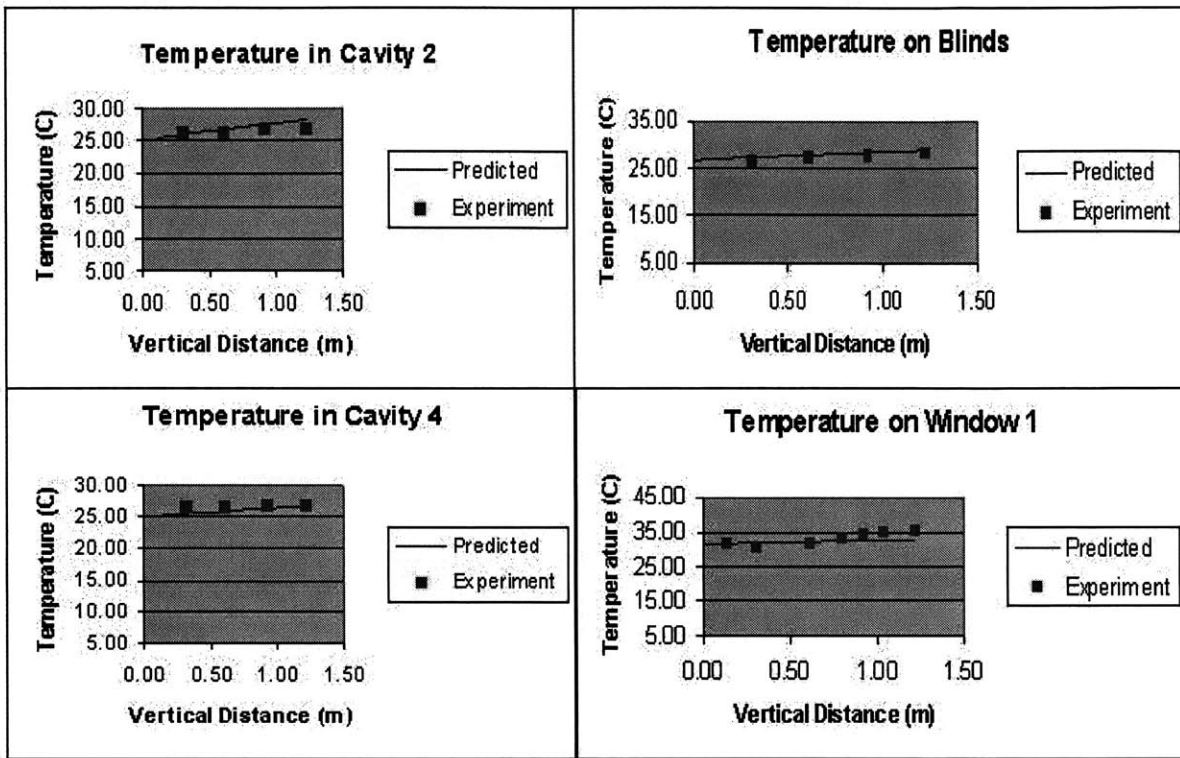 Temperature in Cavity 2
Temperature (C)
30.00
25.00
20.00
15.00
10.00
5.00
0.00 0.50 1.00 1.50
Vertical Distance (m)
Predicted
Experiment
Temperature on Blinds
Temperature (C)
35.00
25.00
15.00
5.00
0.00 0.50 1.00 1.50
Vertical Distance (m)
Predicted
Experiment
Temperature in Cavity 4
Temperature (C)
30.00
25.00
20.00
15.00
10.00
5.00
0.00 0.50 1.00 1.50
Vertical Distance (m)
Predicted
Experiment
Temperature on Window 1
Temperature (C)
45.00
35.00
25.00
15.00
5.00
0.00 0.50 1.00 1.50
Vertical Distance (m)
Predicted
Experiment